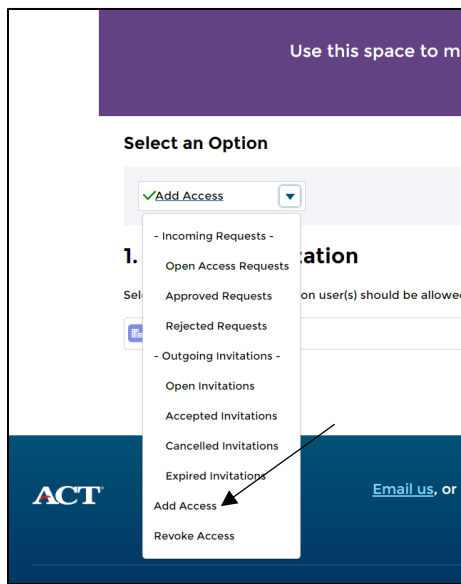 Use this space to m
Select an Option
Add Access
- Incoming Requests -
1.
ation
Open Access Requests
Sel
on user(s) should be allowe
Approved Requests
Rejected Requests
- Outgoing Invitations -
Open Invitations
Accepted Invitations
Cancelled Invitations
Expired Invitations
ACT
Email us, or
Add Access
Revoke Access